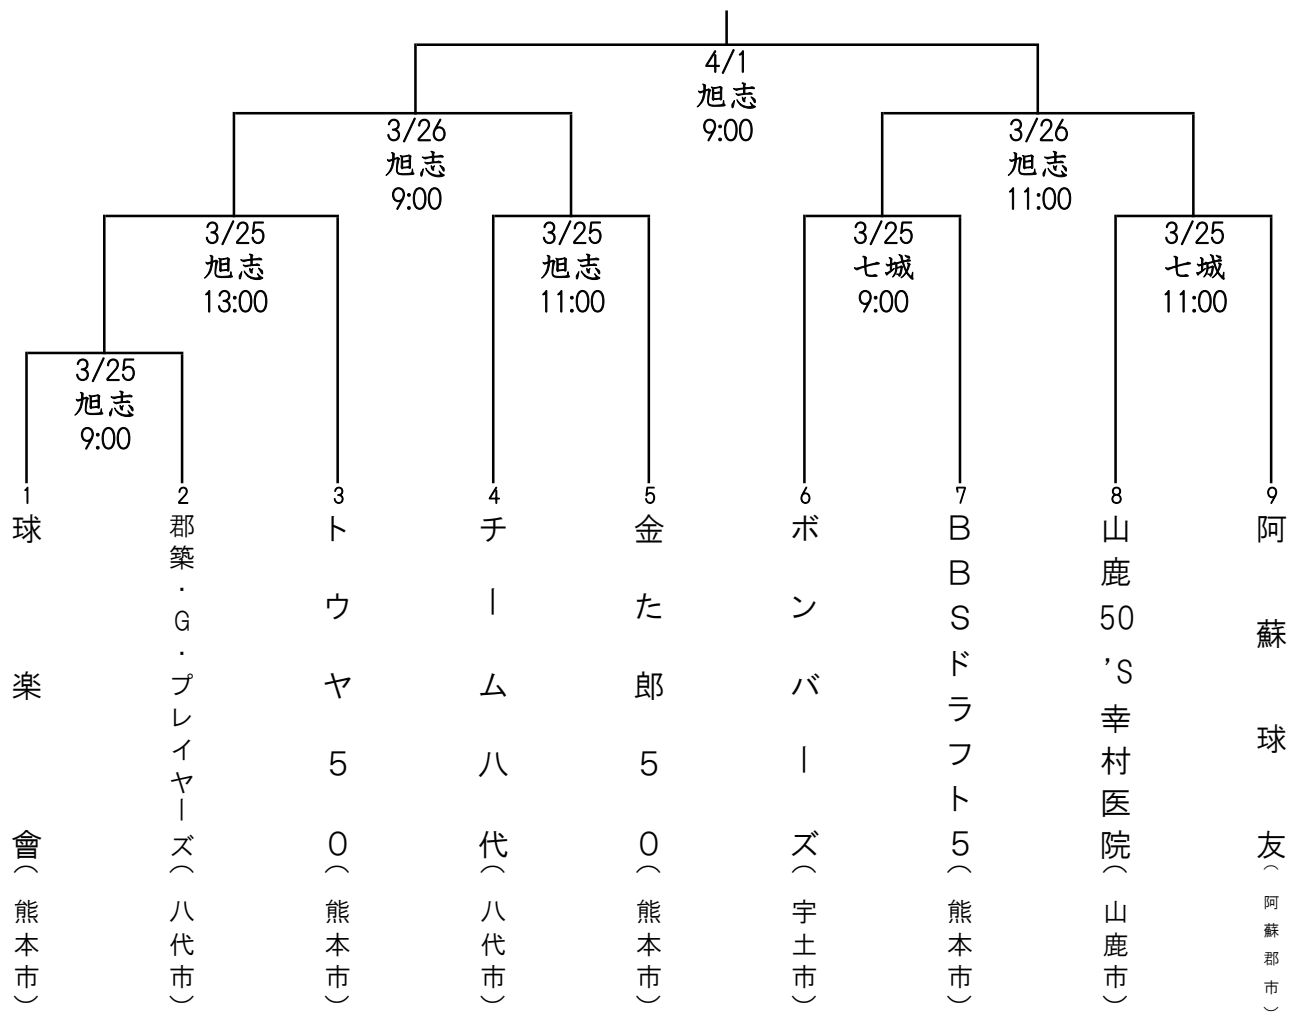 4/1
旭志
9:00
3/26
旭志
9:00
3/26
旭志
11:00
3/25
旭志
13:00
3/25
旭志
11:00
3/25
七城
9:00
3/25
七城
11:00
3/25
旭志
9:00
1
球楽會(熊本市)
2
郡築・G・プレイヤーズ(八代市)
3
トウヤ50(熊本市)
4
チーム八代(八代市)
5
金た郎50(熊本市)
6
ボンバーズ(宇土市)
7
BBSドラフト5(熊本市)
8
山鹿50’S幸村医院(山鹿市)
9
阿蘇球友(阿蘇郡市)